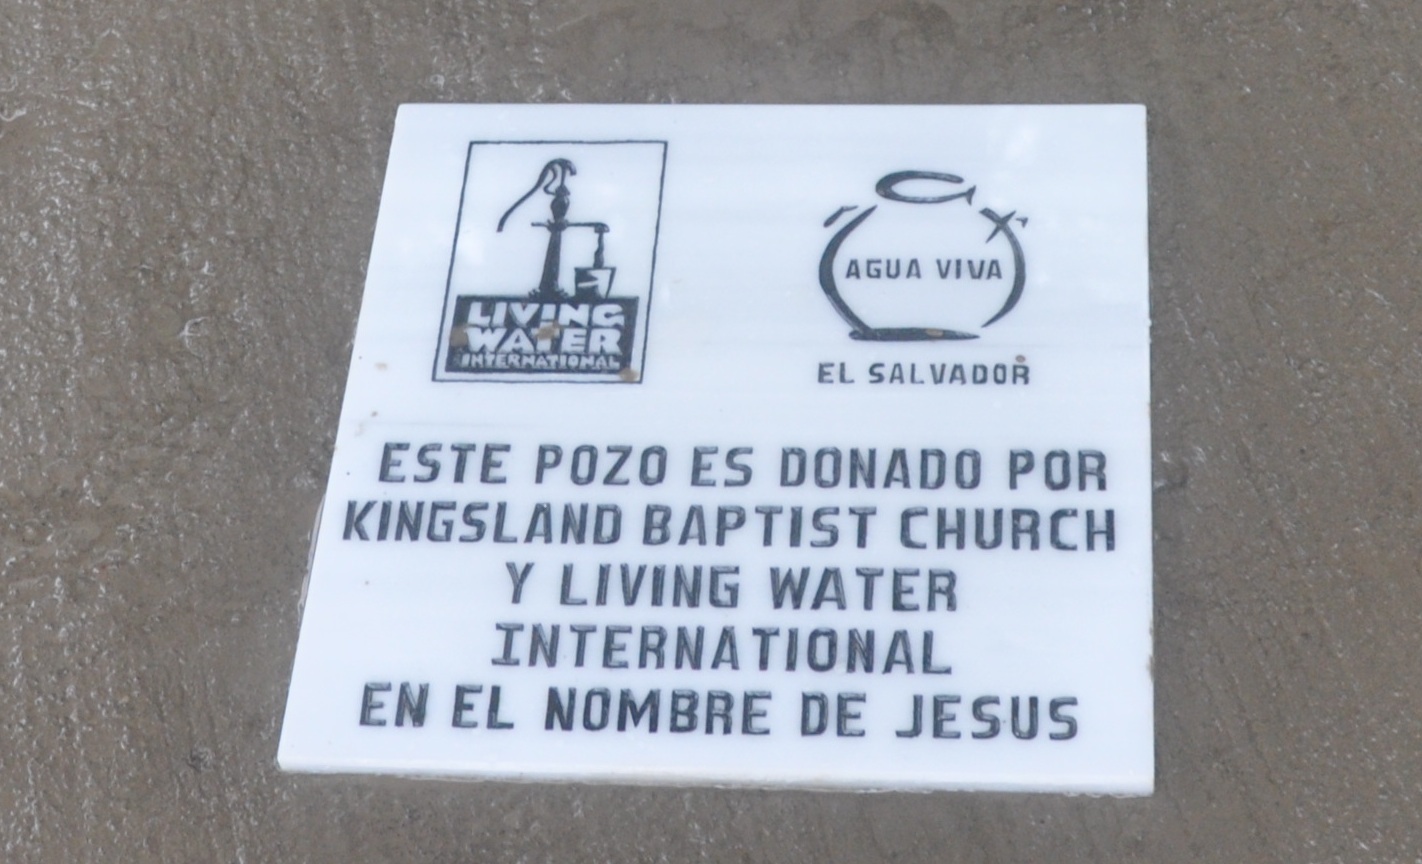 LIVING
WATER
INTERNATIONAL
AGUA VIVA
EL SALVADOR
ESTE POZO ES DONADO POR
KINGSLAND BAPTIST CHURCH
Y LIVING WATER
INTERNATIONAL
EN EL NOMBRE DE JESUS